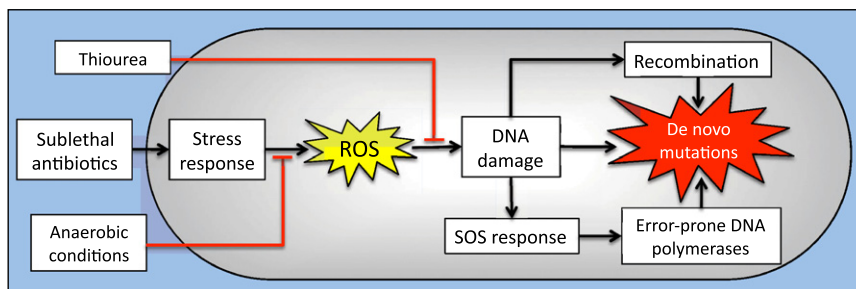 Thiourea
Recombination
Sublethal
antibiotics
Stress
response
ROS
DNA
damage
De novo
mutations
Anaerobic
conditions
SOS response
Error-prone DNA
polymerases